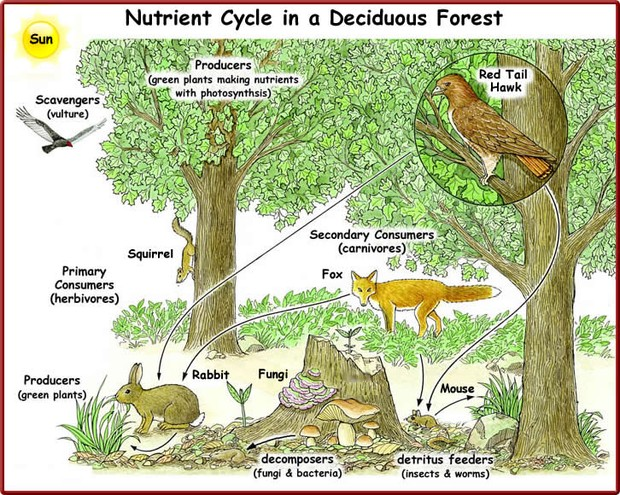 Nutrient Cycle in a Deciduous Forest
Sun
Producers
(green plants making nutrients
with photosynthsis)
Red Tail
Hawk
Scavengers
(vulture)
Squirrel
Secondary Consumers
(carnivores)
Fox
Primary
Consumers
(herbivores)
Producers
(green plants)
Rabbit
Fungi
Mouse
decomposers
(fungi & bacteria)
detritus feeders
(insects & worms)